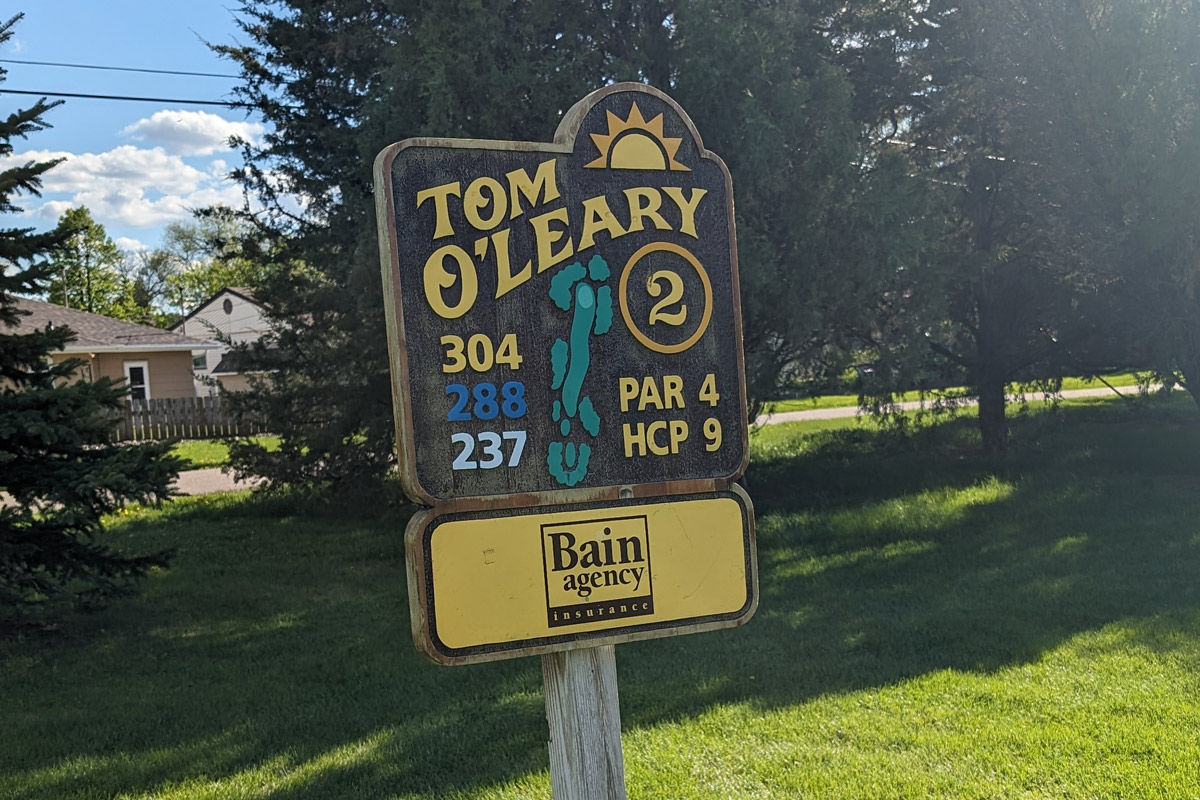 TOM
O'LEARY
2
304
288
237
PAR 4
HCP 9
Bain
agency
insurance